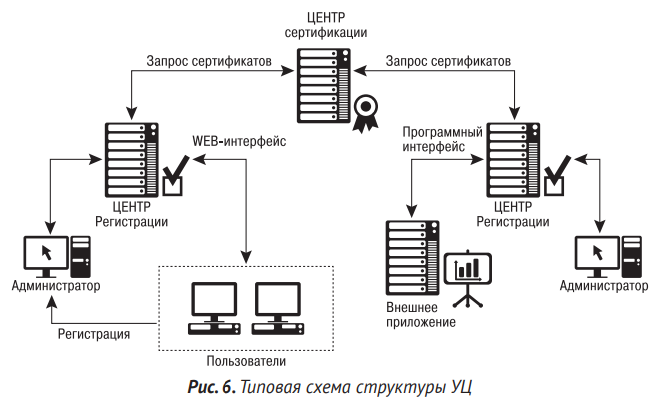 ЦЕНТР
сертификации
Запрос сертификатов
Запрос сертификатов
WEB-интерфейс
Программный
интерфейс
ЦЕНТР
Регистрации
ЦЕНТР
Регистрации
Администратор
Внешнее
приложение
Администратор
Регистрация
Пользователи
Рис. 6. Типовая схема структуры УЦ